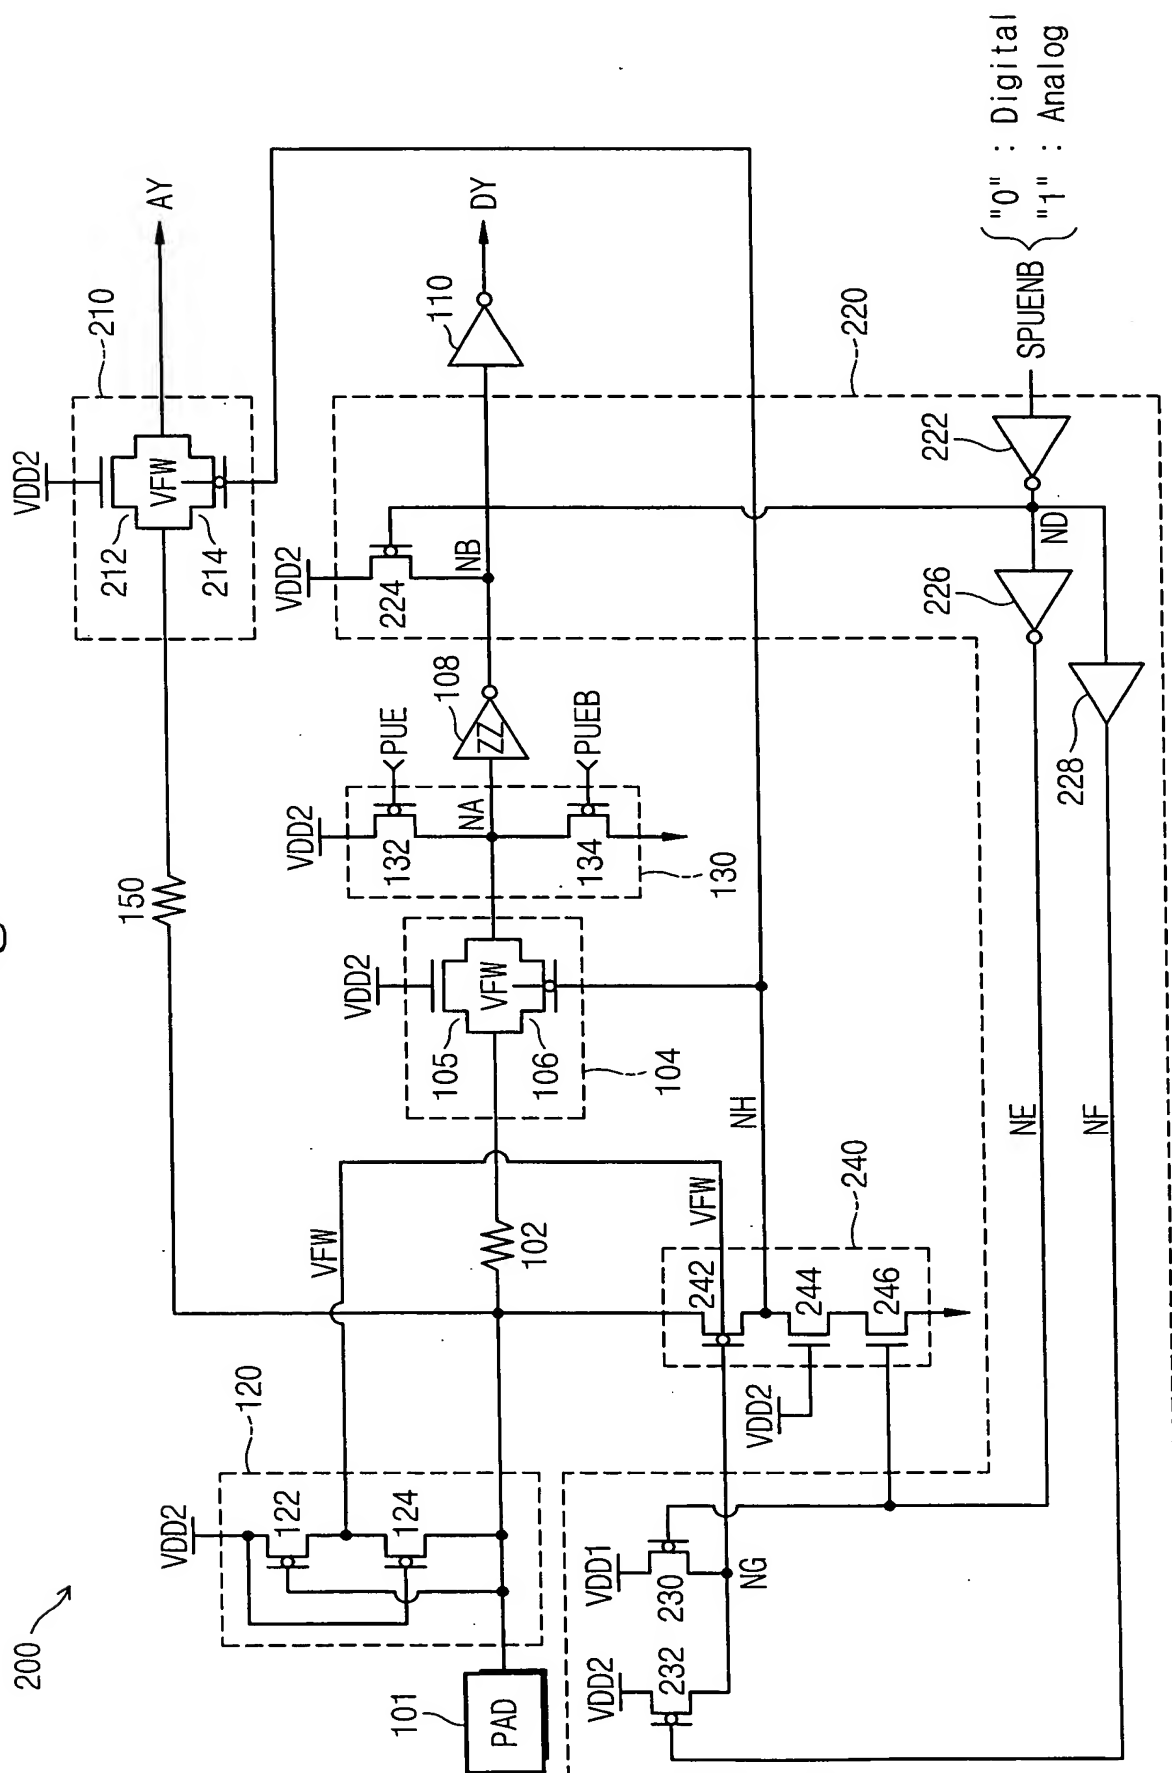 200
VDD2
120
122
124
101
PAD
VFW
150
VDD2
210
212
VFW
214
AY
102
VDD2
105
VFW
106
104
VDD2
132
PUE
NA
134
PUEB
130
108
ZZ
VDD2
224
NB
110
DY
220
VFW
NH
240
242
244
246
VDD2
VDD1
230
NG
VDD2
232
NE
NF
222
ND
226
228
SPUENB
"0" : Digital
"1" : Analog